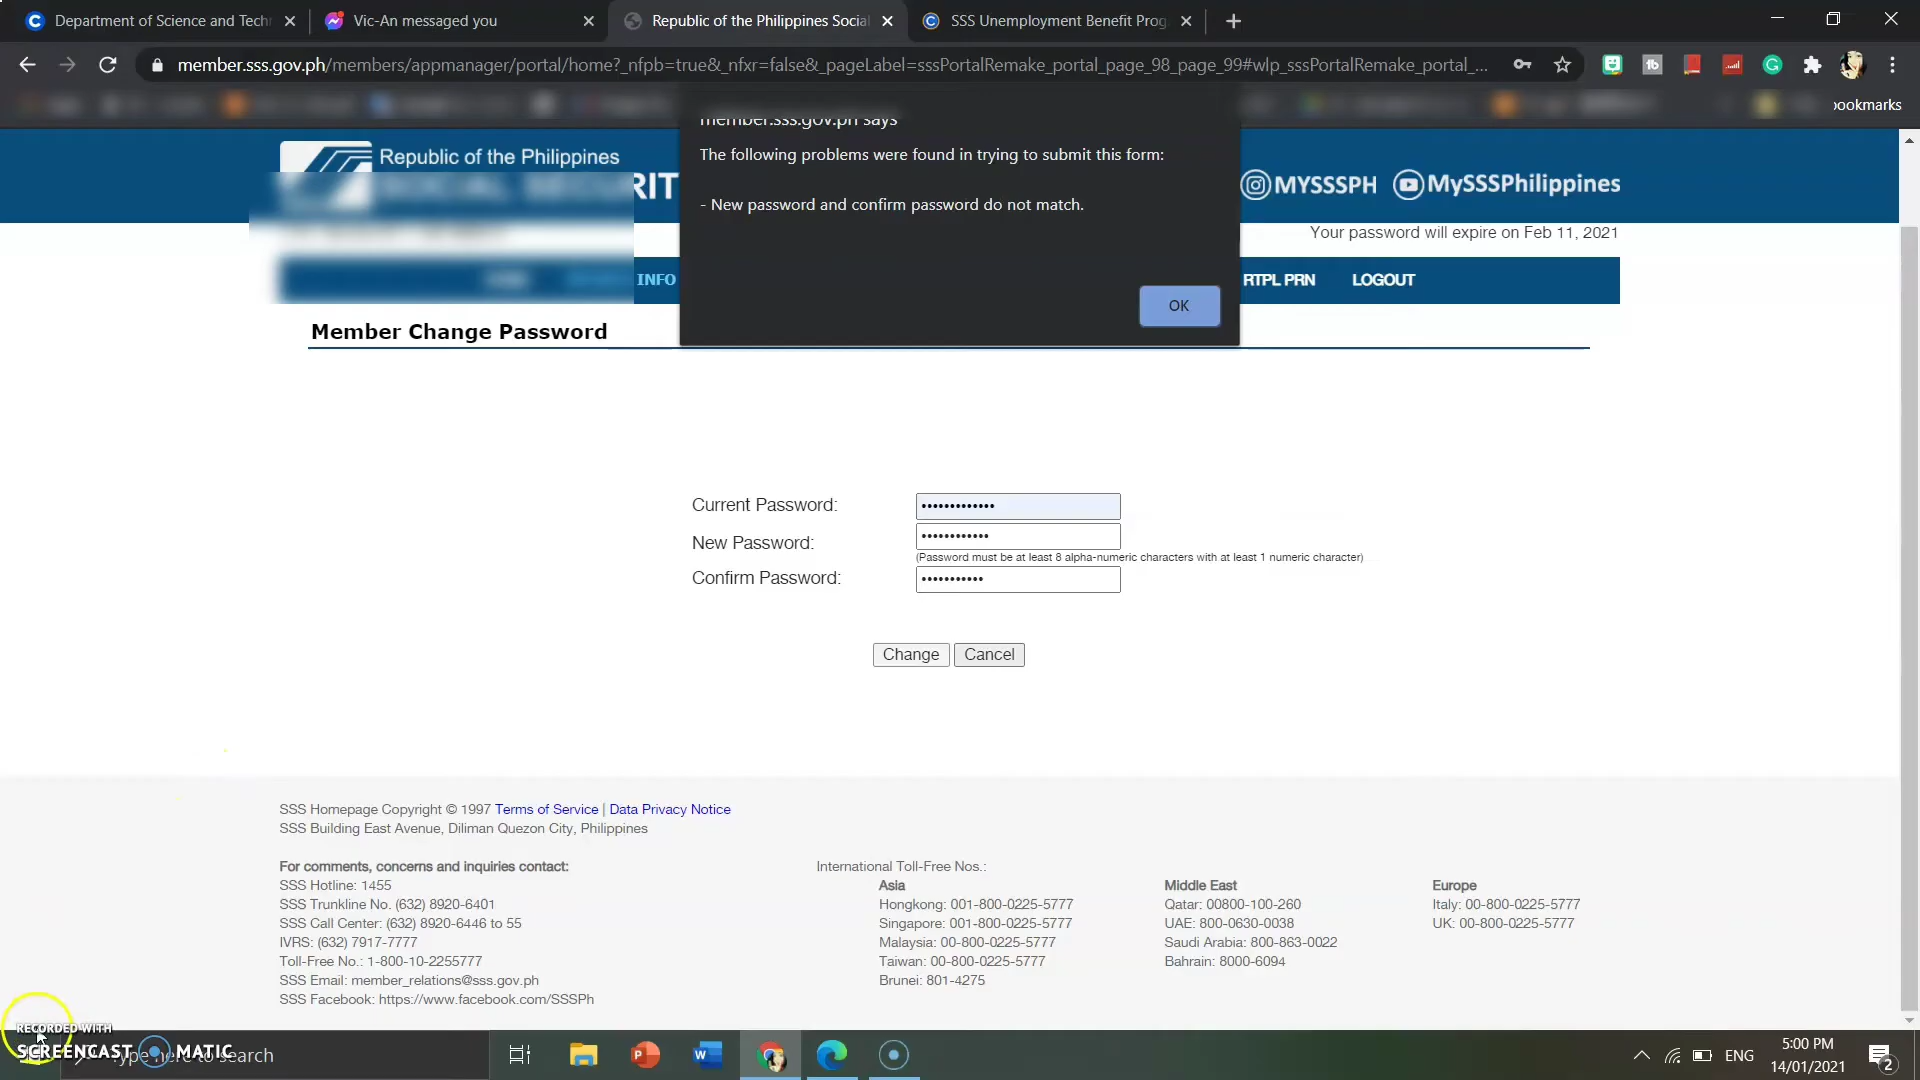 Department of Science and Tech
Vic-An messaged you
Republic of the Philippines Social
SSS Unemployment Benefit Prog
member.sss.gov.ph/members/appmanager/portal/home?_nfpb=true&_nfxr=false&_pageLabel=sssPortalRemake_portal_page_98_page_99#wlp_sssPortalRemake_portal_...
bookmarks
member.sss.gov.ph says
The following problems were found in trying to submit this form:
- New password and confirm password do not match.
OK
Republic of the Philippines
SOCIAL SECURIT
MYSSSPH
MySSSPhilippines
Your password will expire on Feb 11, 2021
INFO
RTPL PRN
LOGOUT
Member Change Password
Current Password:
New Password:
(Password must be at least 8 alpha-numeric characters with at least 1 numeric character)
Confirm Password:
Change
Cancel
SSS Homepage Copyright © 1997 Terms of Service | Data Privacy Notice
SSS Building East Avenue, Diliman Quezon City, Philippines
For comments, concerns and inquiries contact:
SSS Hotline: 1455
SSS Trunkline No. (632) 8920-6401
SSS Call Center: (632) 8920-6446 to 55
IVRS: (632) 7917-7777
Toll-Free No.: 1-800-10-2255777
SSS Email: member_relations@sss.gov.ph
SSS Facebook: https://www.facebook.com/SSSPh
International Toll-Free Nos.:
Asia
Hongkong: 001-800-0225-5777
Singapore: 001-800-0225-5777
Malaysia: 00-800-0225-5777
Taiwan: 00-800-0225-5777
Brunei: 801-4275
Middle East
Qatar: 00800-100-260
UAE: 800-0630-0038
Saudi Arabia: 800-863-0022
Bahrain: 8000-6094
Europe
Italy: 00-800-0225-5777
UK: 00-800-0225-5777
RECORDED WITH
SCREENCAST MATIC
Type here to search
ENG
5:00 PM
14/01/2021
2